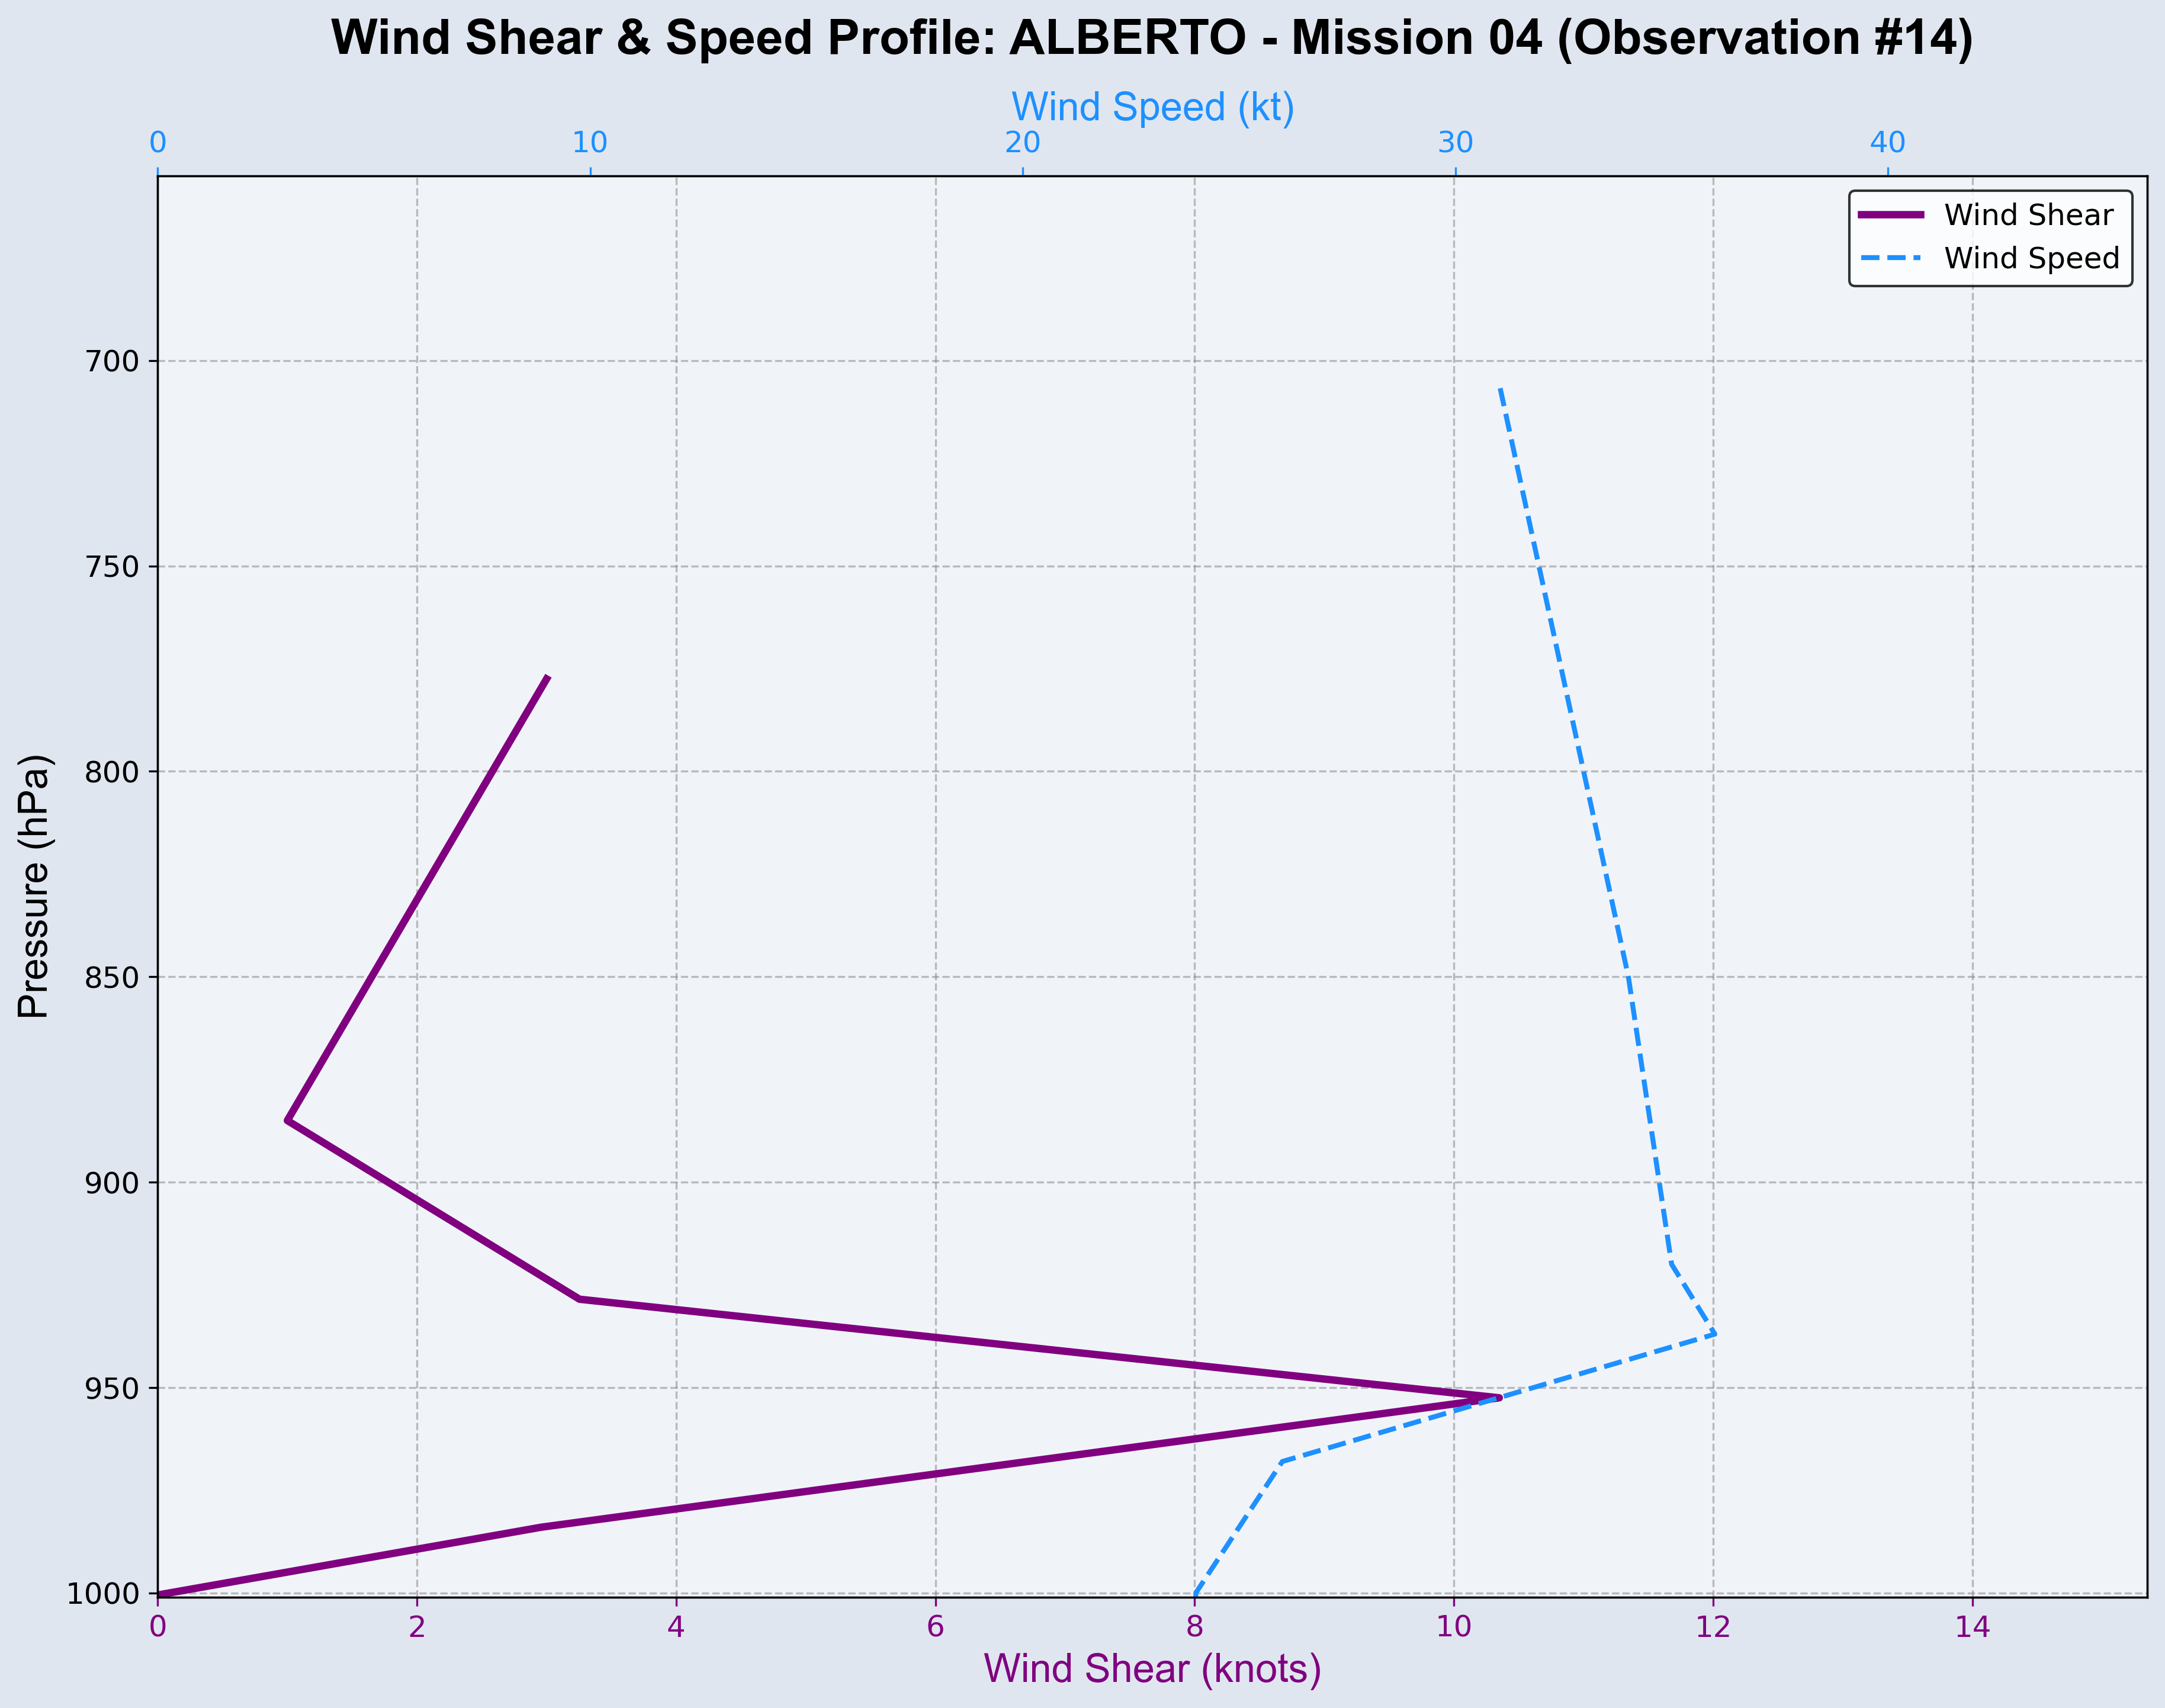 Wind Shear & Speed Profile: ALBERTO - Mission 04 (Observation #14)
Wind Speed (kt)
0 10 20 30 40
Wind Shear
Wind Speed
Pressure (hPa)
700
750
800
850
900
950
1000
0 2 4 6 8 10 12 14
Wind Shear (knots)